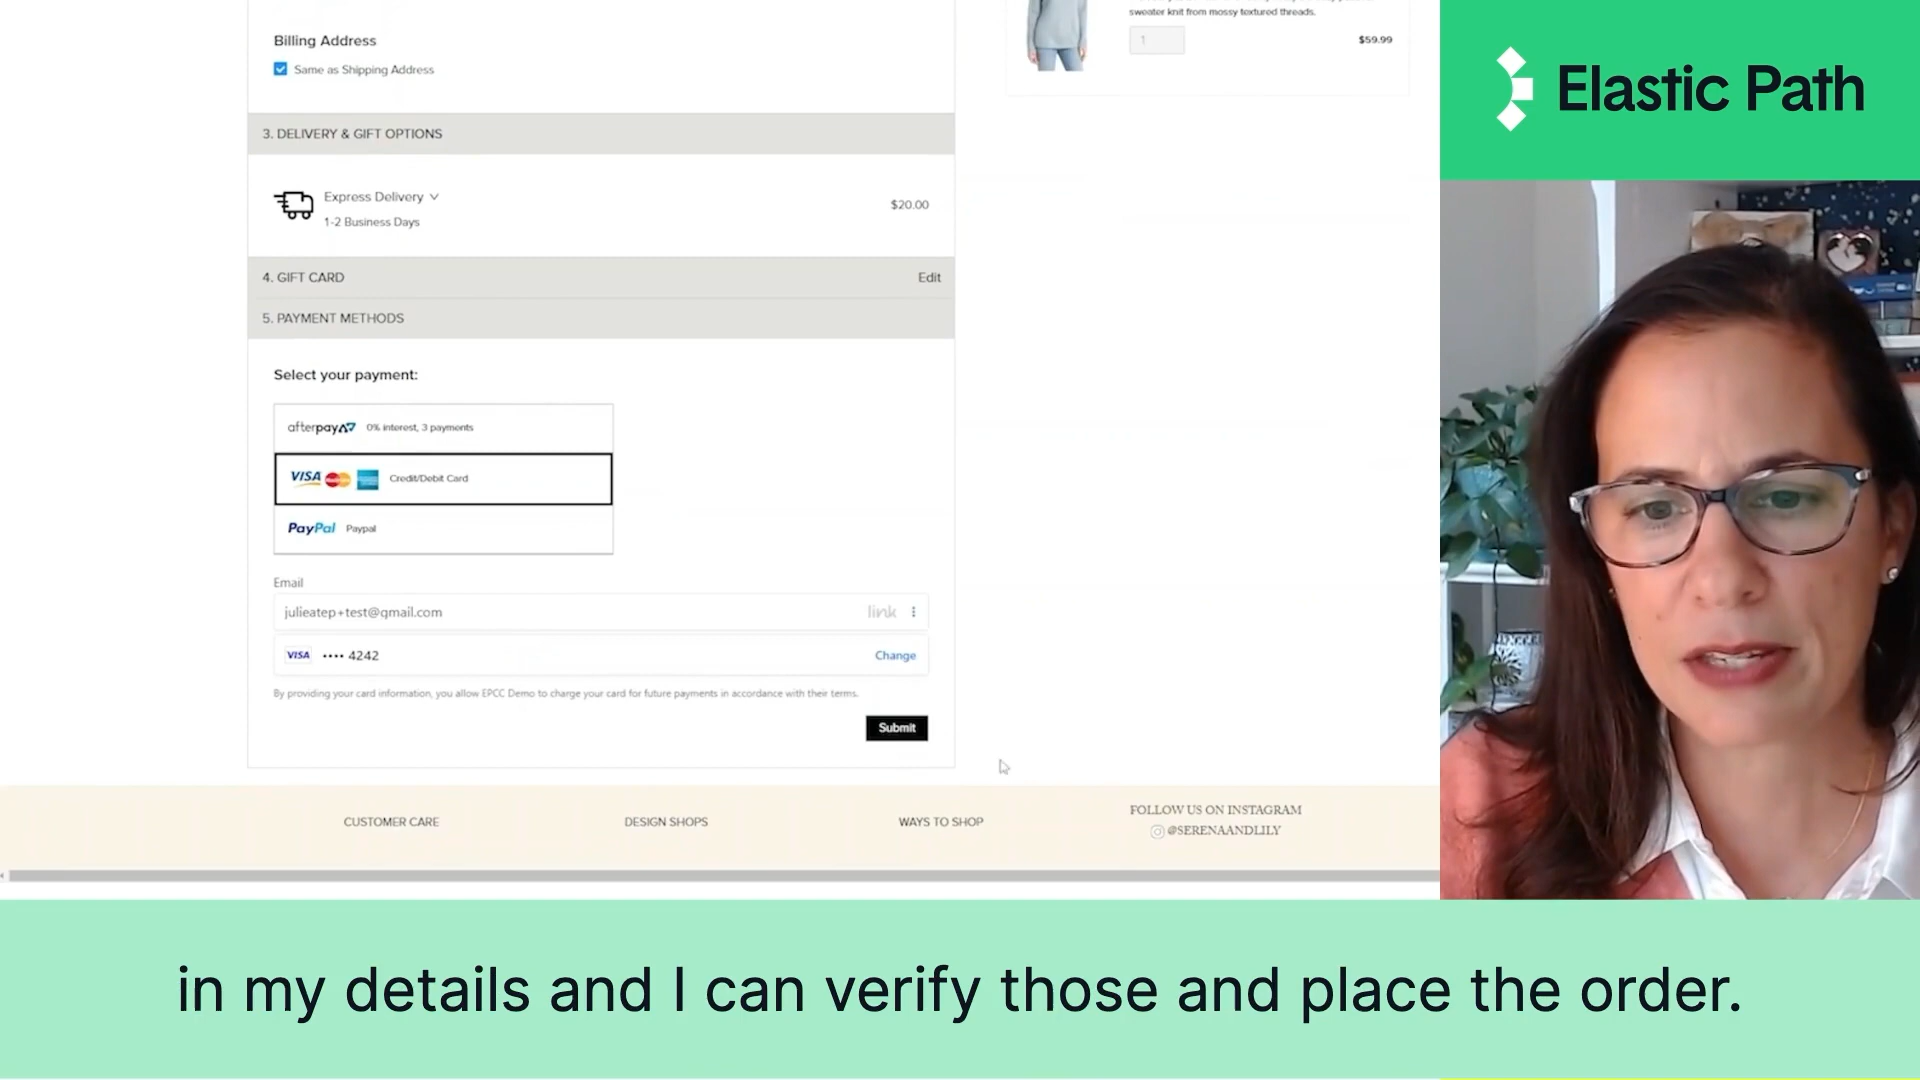 Billing Address
Same as Shipping Address
3. DELIVERY & GIFT OPTIONS
Express Delivery
$20.00
1-2 Business Days
4. GIFT CARD
Edit
5. PAYMENT METHODS
Select your payment:
afterpay 0% interest, 3 payments
VISA Credit/Debit Card
PayPal Paypal
Email
julieatep+test@gmail.com
link
VISA •••• 4242
Change
By providing your card information, you allow EPCC Demo to charge your card for future payments in accordance with their terms.
Submit
sweater knit from mossy textured threads.
1
$59.99
CUSTOMER CARE
DESIGN SHOPS
WAYS TO SHOP
FOLLOW US ON INSTAGRAM
@SERENAANDLILY
Elastic Path
in my details and I can verify those and place the order.